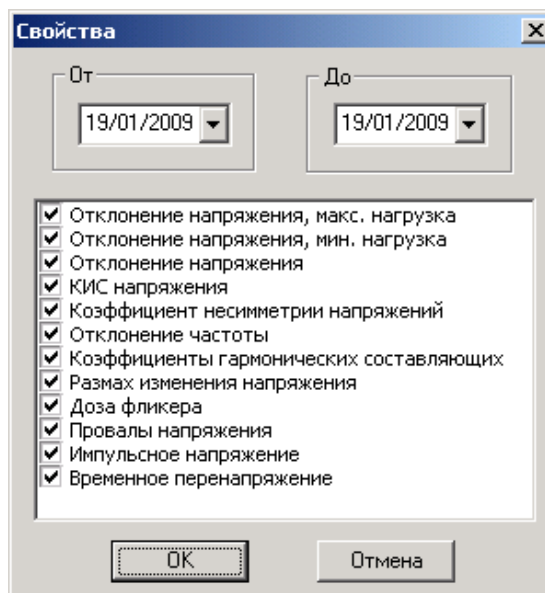 Свойства
От
До
19/01/2009
19/01/2009
Отклонение напряжения, макс. нагрузка
Отклонение напряжения, мин. нагрузка
Отклонение напряжения
КИС напряжения
Коэффициент несимметрии напряжений
Отклонение частоты
Коэффициенты гармонических составляющих
Размах изменения напряжения
Доза фликера
Провалы напряжения
Импульсное напряжение
Временное перенапряжение
OK
Отмена